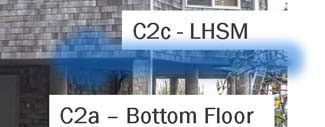 C2c - LHSM
C2a – Bottom Floor